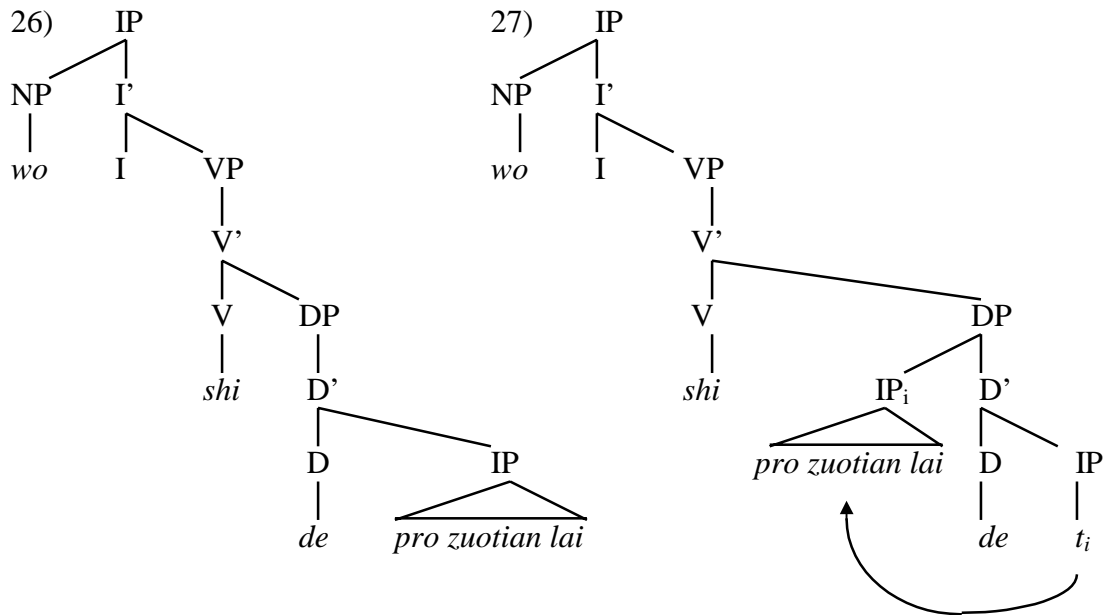 26) IP 27) IP
NP I’ NP I’
wo I VP wo I VP
V’ V’
V DP V DP
shi D’ shi IPi D’
D IP pro zuotian lai D IP
de pro zuotian lai de ti